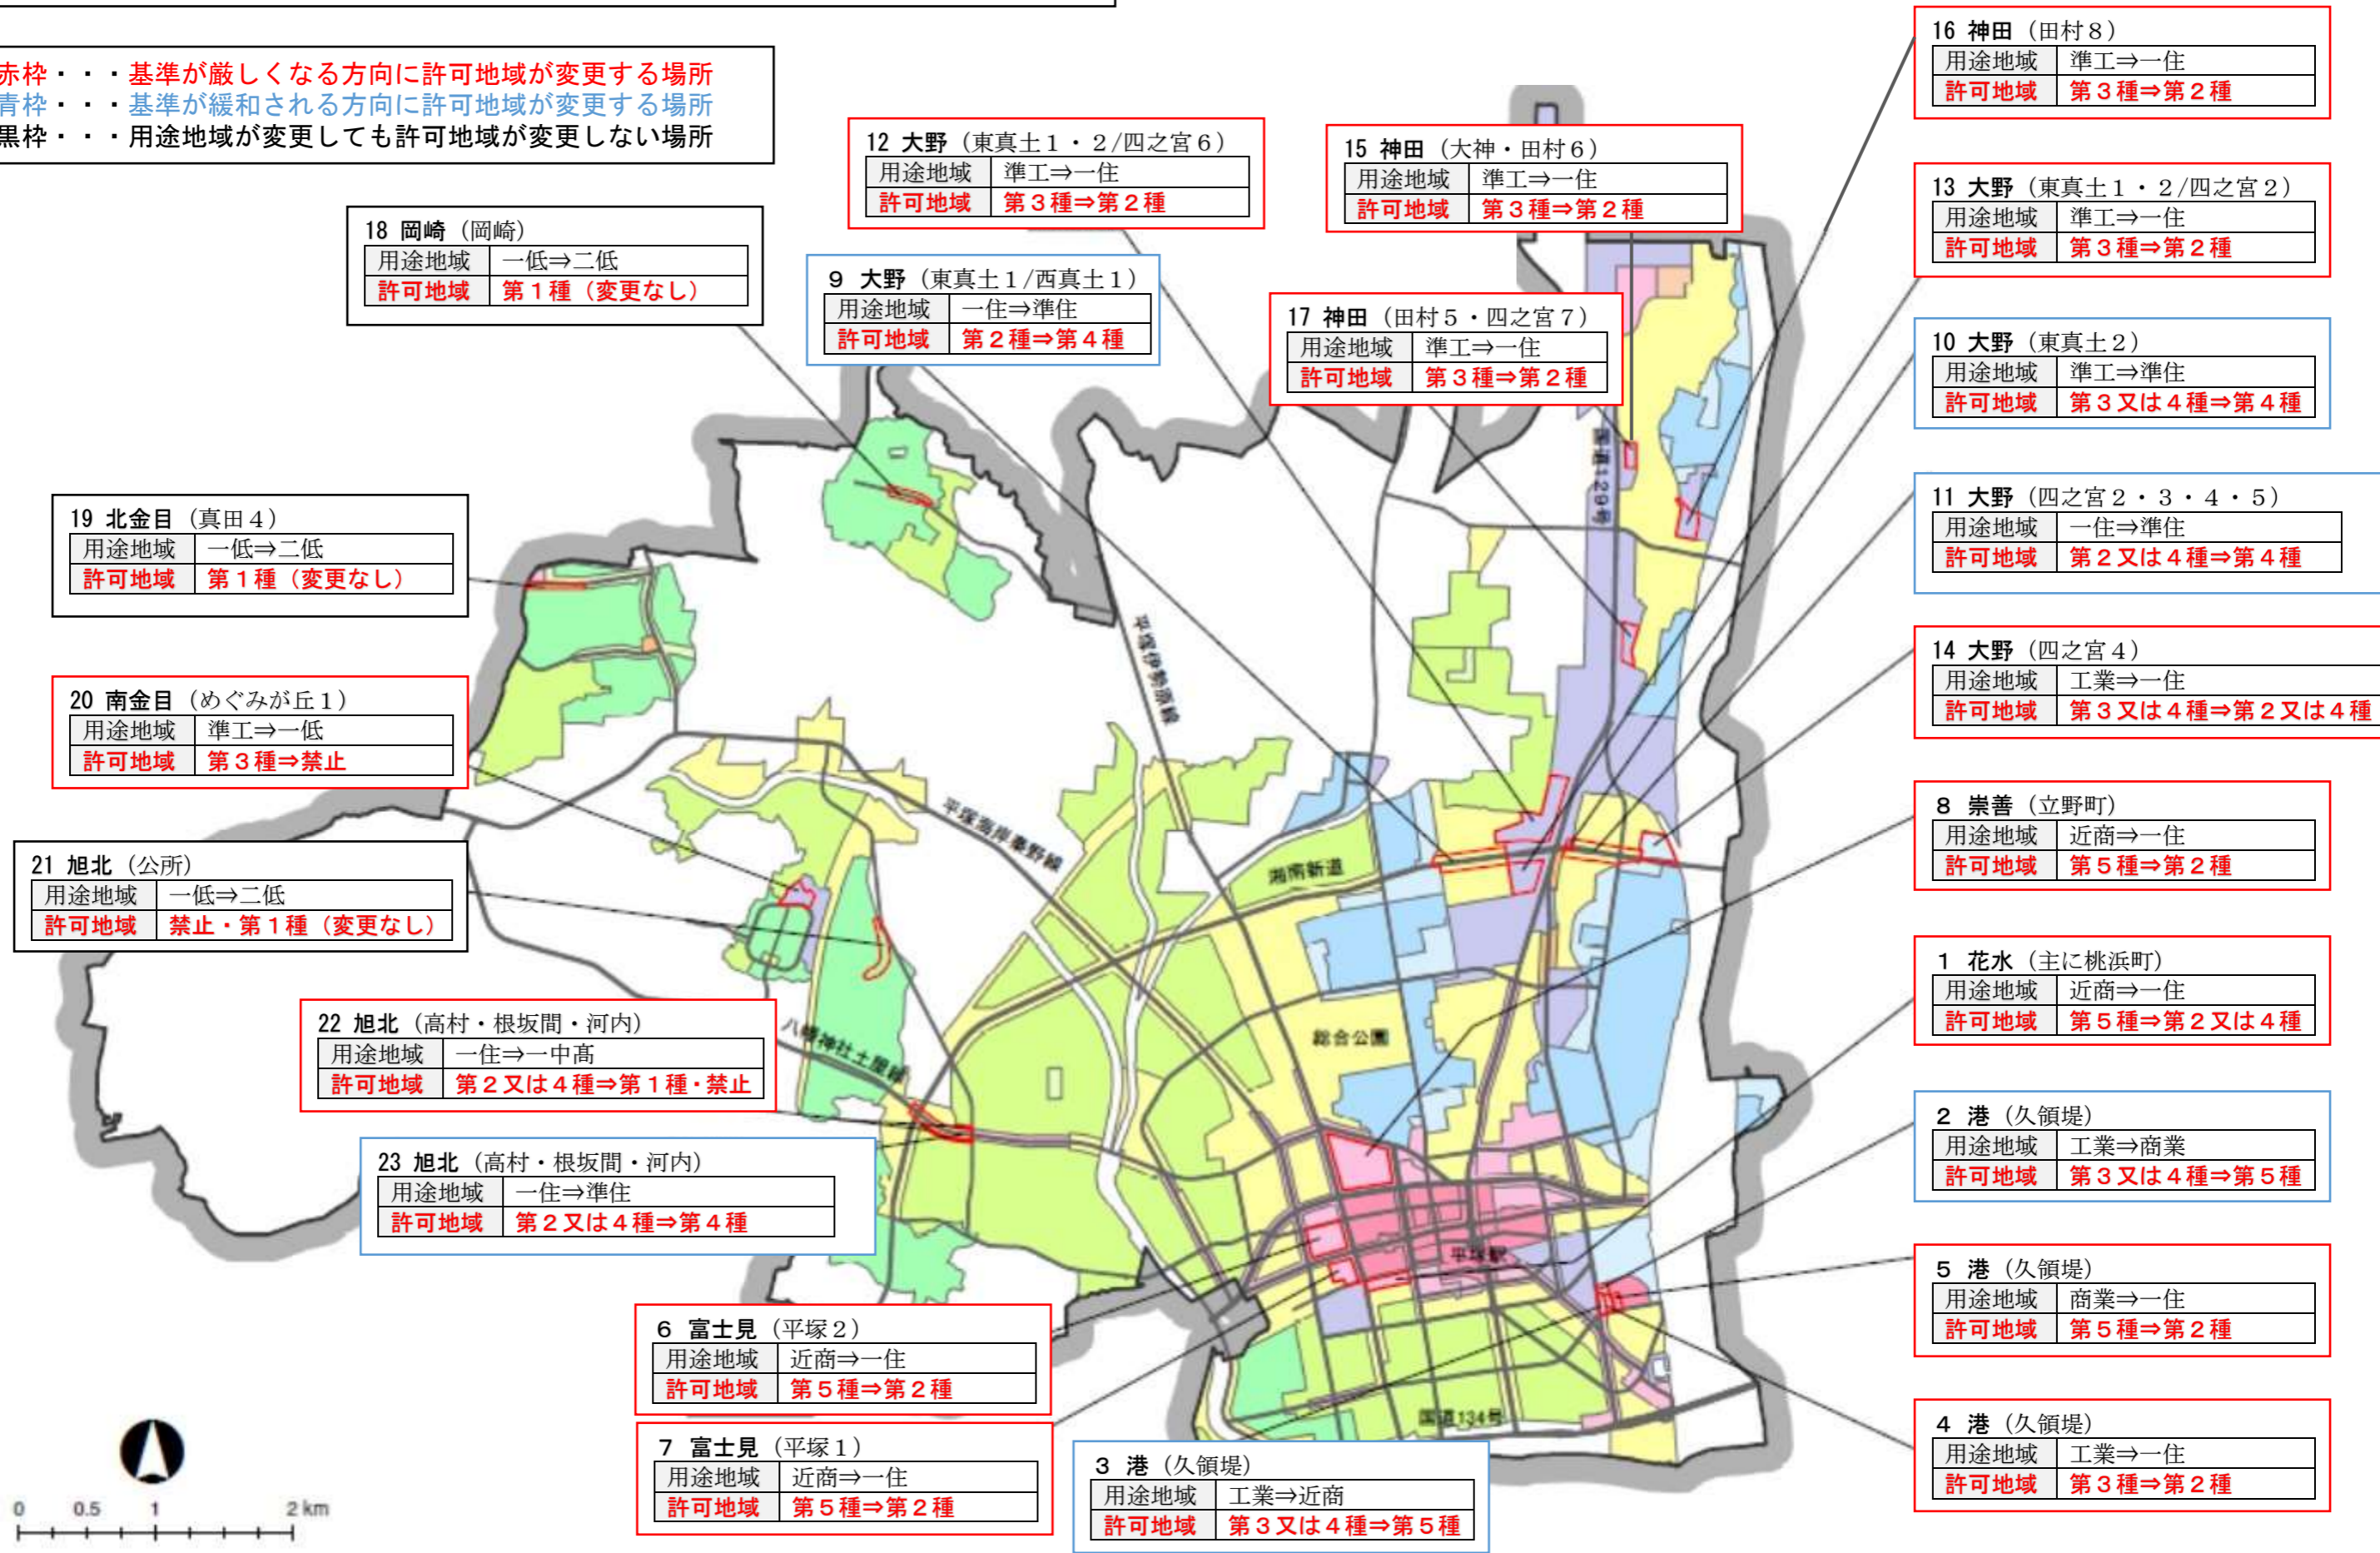 赤枠・・・基準が厳しくなる方向に許可地域が変更する場所
青枠・・・基準が緩和される方向に許可地域が変更する場所
黒枠・・・用途地域が変更しても許可地域が変更しない場所
16 神田（田村８）
用途地域 準工⇒一住
許可地域 第３種⇒第２種
12 大野（東真土１・２/四之宮６）
用途地域 準工⇒一住
許可地域 第３種⇒第２種
15 神田（大神・田村６）
用途地域 準工⇒一住
許可地域 第３種⇒第２種
13 大野（東真土１・２/四之宮２）
用途地域 準工⇒一住
許可地域 第３種⇒第２種
18 岡崎（岡崎）
用途地域 一低⇒二低
許可地域 第１種（変更なし）
9 大野（東真土１/西真土１）
用途地域 一住⇒準住
許可地域 第２種⇒第４種
17 神田（田村５・四之宮７）
用途地域 準工⇒一住
許可地域 第３種⇒第２種
10 大野（東真土２）
用途地域 準工⇒準住
許可地域 第３又は４種⇒第４種
国道129号
19 北金目（真田４）
用途地域 一低⇒二低
許可地域 第１種（変更なし）
11 大野（四之宮２・３・４・５）
用途地域 一住⇒準住
許可地域 第２又は４種⇒第４種
平塚伊勢原線
20 南金目（めぐみが丘１）
用途地域 準工⇒一低
許可地域 第３種⇒禁止
14 大野（四之宮４）
用途地域 工業⇒一住
許可地域 第３又は４種⇒第２又は４種
平塚秦野線
湘南新道
21 旭北（公所）
用途地域 一低⇒二低
許可地域 禁止・第１種（変更なし）
8 崇善（立野町）
用途地域 近商⇒一住
許可地域 第５種⇒第２種
1 花水（主に桃浜町）
用途地域 近商⇒一住
許可地域 第５種⇒第２又は４種
22 旭北（高村・根坂間・河内）
用途地域 一住⇒一中高
許可地域 第２又は４種⇒第１種・禁止
八幡神社土屋線
総合公園
2 港（久領堤）
用途地域 工業⇒商業
許可地域 第３又は４種⇒第５種
23 旭北（高村・根坂間・河内）
用途地域 一住⇒準住
許可地域 第２又は４種⇒第４種
平塚駅
5 港（久領堤）
用途地域 商業⇒一住
許可地域 第５種⇒第２種
6 富士見（平塚２）
用途地域 近商⇒一住
許可地域 第５種⇒第２種
国道134号
7 富士見（平塚１）
用途地域 近商⇒一住
許可地域 第５種⇒第２種
3 港（久領堤）
用途地域 工業⇒近商
許可地域 第３又は４種⇒第５種
4 港（久領堤）
用途地域 工業⇒一住
許可地域 第３種⇒第２種
0 0.5 1 2 km